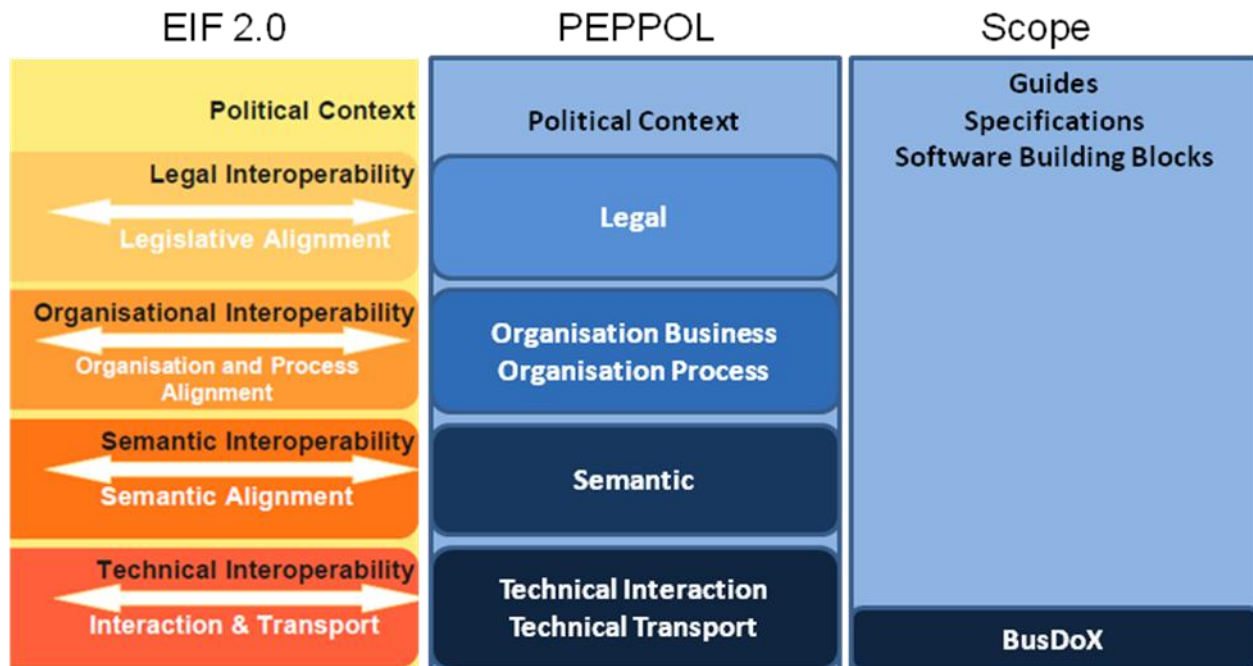 EIF 2.0
PEPPOL
Scope
Political Context
Legal Interoperability
Legislative Alignment
Organisational Interoperability
Organisation and Process
Alignment
Semantic Interoperability
Semantic Alignment
Technical Interoperability
Interaction & Transport
Political Context
Legal
Organisation Business
Organisation Process
Semantic
Technical Interaction
Technical Transport
Guides
Specifications
Software Building Blocks
BusDoX